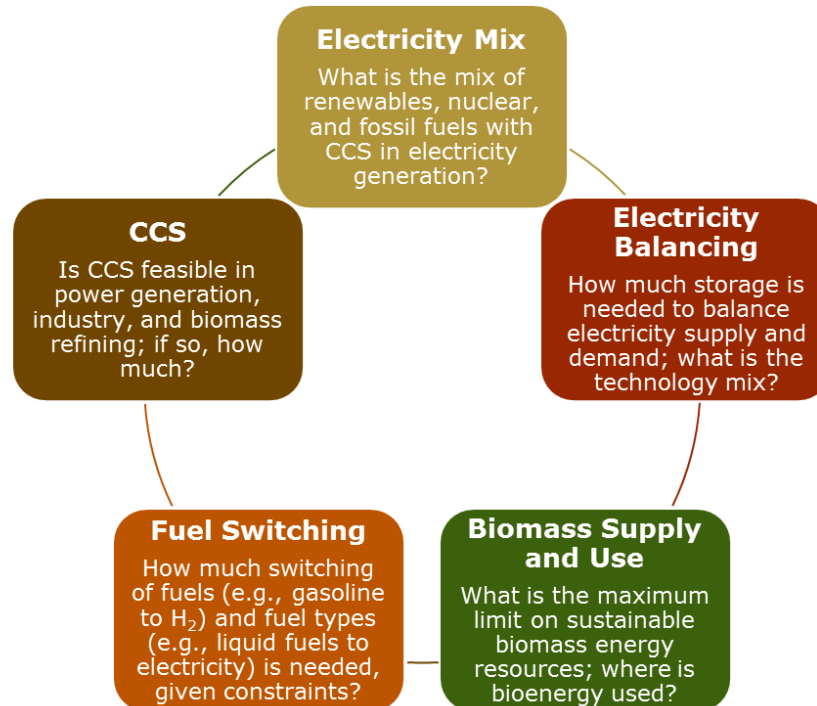 Electricity Mix
What is the mix of
renewables, nuclear,
and fossil fuels with
CCS in electricity
generation?
Electricity
Balancing
How much storage is
needed to balance
electricity supply and
demand; what is the
technology mix?
Biomass Supply
and Use
What is the maximum
limit on sustainable
biomass energy
resources; where is
bioenergy used?
Fuel Switching
How much switching
of fuels (e.g., gasoline
to H₂) and fuel types
(e.g., liquid fuels to
electricity) is needed,
given constraints?
CCS
Is CCS feasible in
power generation,
industry, and biomass
refining; if so, how
much?